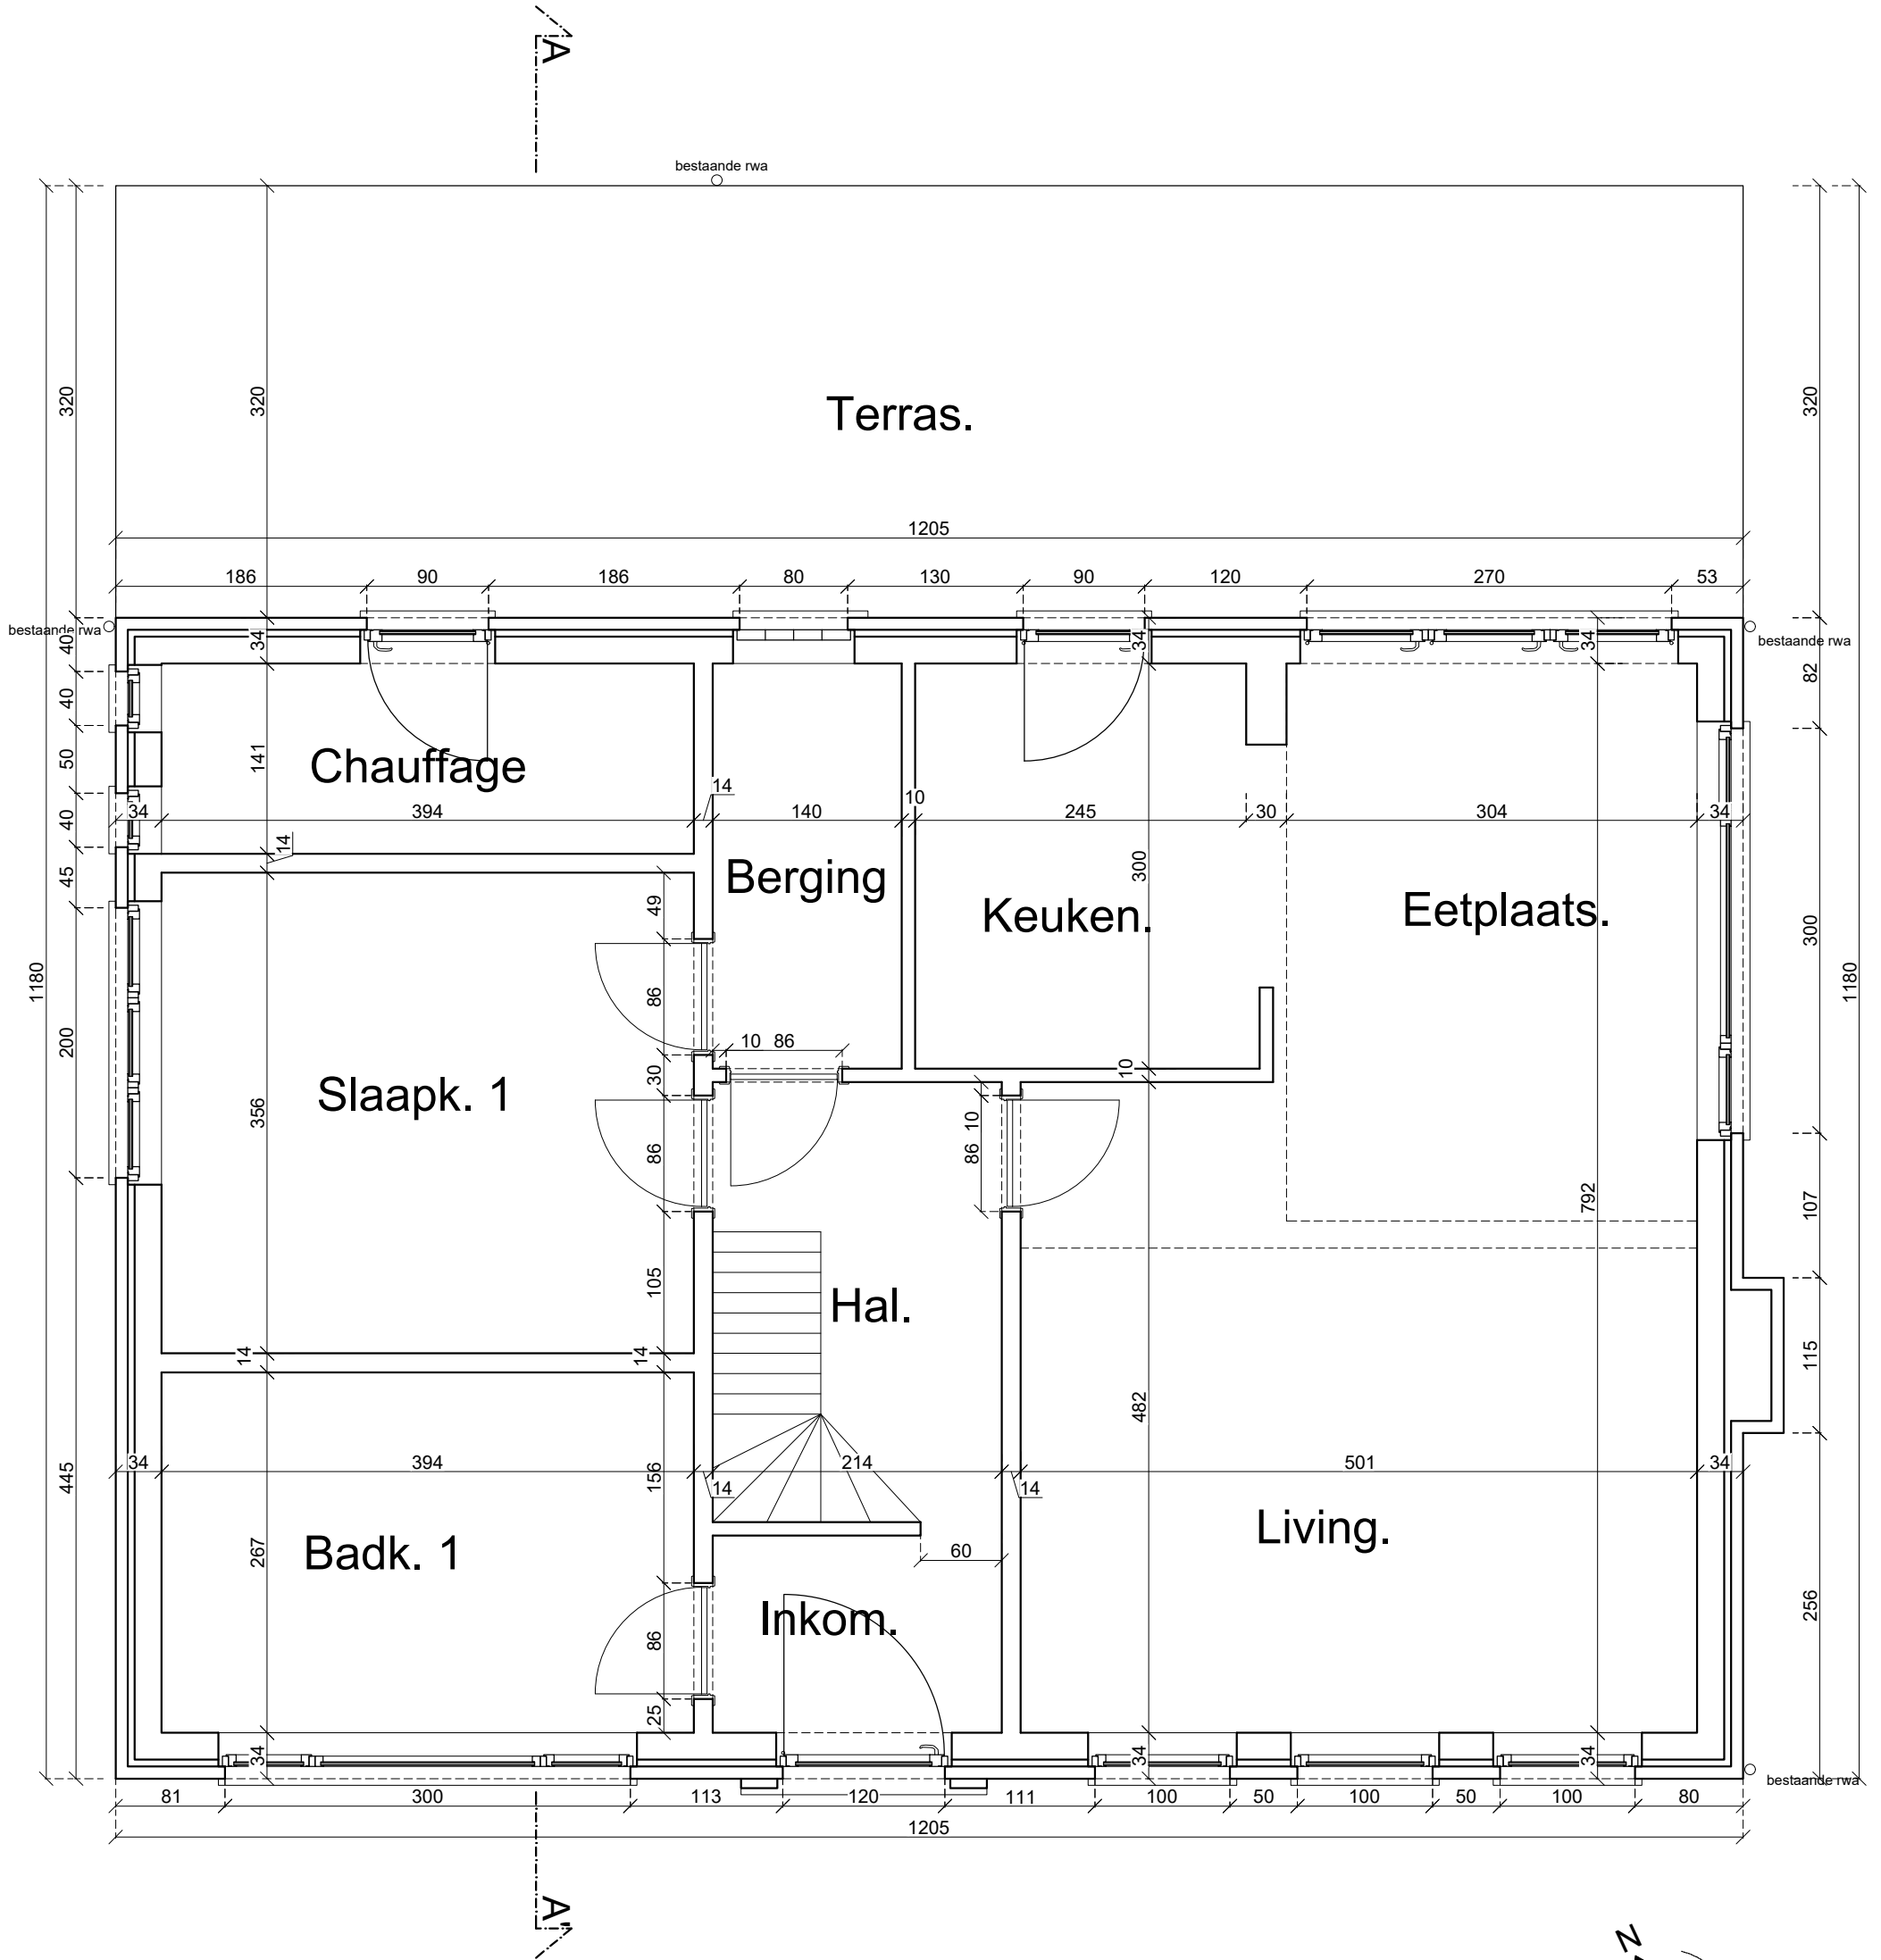 A
bestaande rwa
Terras.
1205
186 90 186 80 130 90 120 270 53
320
320
320
1180
1180
bestaande rwa
bestaande rwa
40
40
50
40
45
200
445
34
141
14
356
14
267
34
Chauffage
34 394 14 140 10 245 30 304 34
34
300
10
482
34
34
792
34
82
300
107
115
256
Berging
Keuken.
Eetplaats.
49
86
30
86
105
14
156
86
25
10 86
10
86
Slaapk. 1
Hal.
34 394 14 214 14 501 34
Living.
Badk. 1
60
Inkom.
bestaande rwa
81 300 113 120 111 100 50 100 50 100 80
1205
A'
N